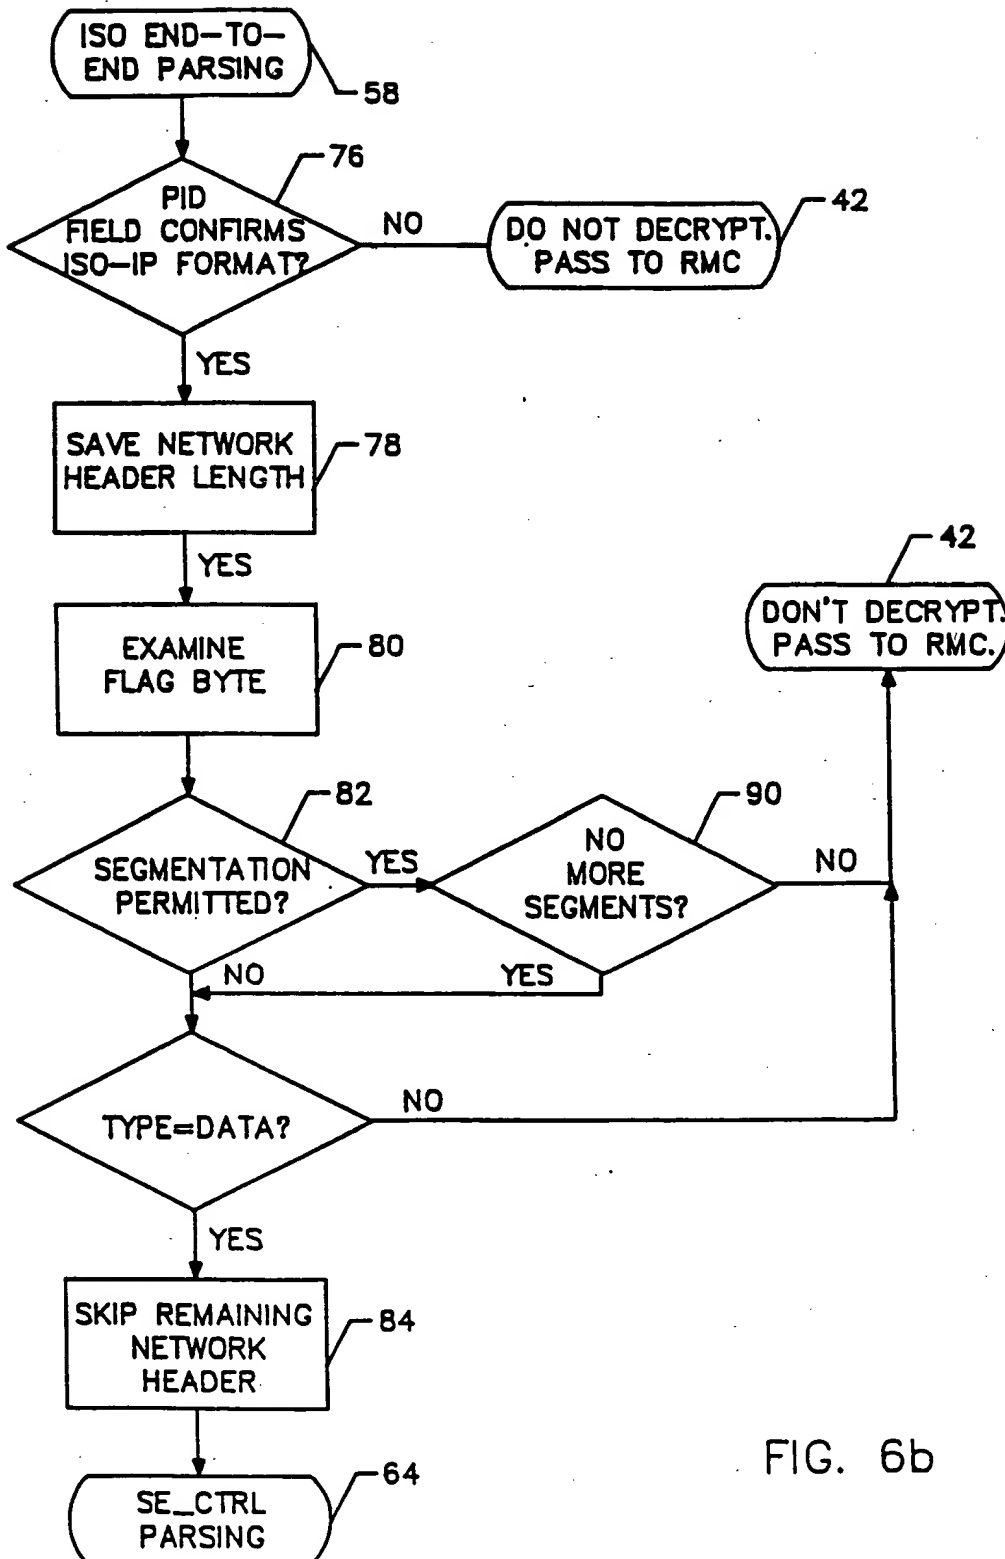 ISO END-TO-
END PARSING
58
76
PID
FIELD CONFIRMS
ISO-IP FORMAT?
NO
42
DO NOT DECRYPT.
PASS TO RMC
YES
SAVE NETWORK
HEADER LENGTH
78
YES
42
DON'T DECRYPT.
PASS TO RMC.
EXAMINE
FLAG BYTE
80
82
SEGMENTATION
PERMITTED?
YES
90
NO
MORE
SEGMENTS?
NO
NO
YES
TYPE=DATA?
NO
YES
SKIP REMAINING
NETWORK
HEADER
84
SE_CTRL
PARSING
64
FIG. 6b